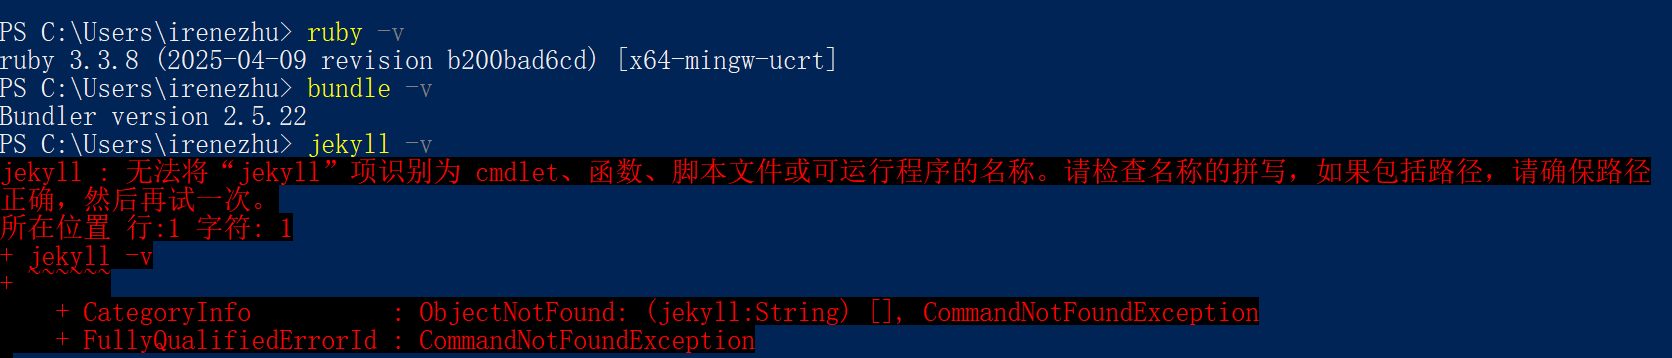 PS C:\Users\irenezhu> ruby -v
ruby 3.3.8 (2025-04-09 revision b200bad6cd) [x64-mingw-ucrt]
PS C:\Users\irenezhu> bundle -v
Bundler version 2.5.22
PS C:\Users\irenezhu> jekyll -v
jekyll : 无法将“jekyll”项识别为 cmdlet、函数、脚本文件或可运行程序的名称。请检查名称的拼写，如果包括路径，请确保路径
正确，然后再试一次。
所在位置 行:1 字符: 1
+ jekyll -v
+ ~~~~~~
    + CategoryInfo          : ObjectNotFound: (jekyll:String) [], CommandNotFoundException
    + FullyQualifiedErrorId : CommandNotFoundException